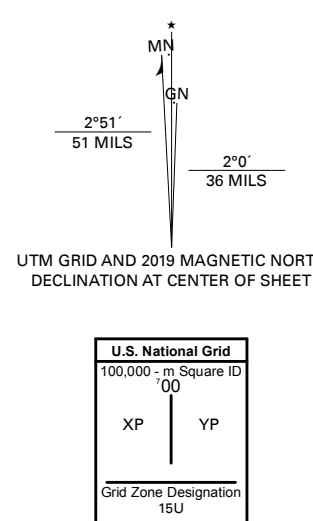 ★
MN
GN
2°51´
51 MILS
2°0´
36 MILS
UTM GRID AND 2019 MAGNETIC NORT
DECLINATION AT CENTER OF SHEET
U.S. National Grid
100,000 - m Square ID
⁷00
XP YP
Grid Zone Designation
15U